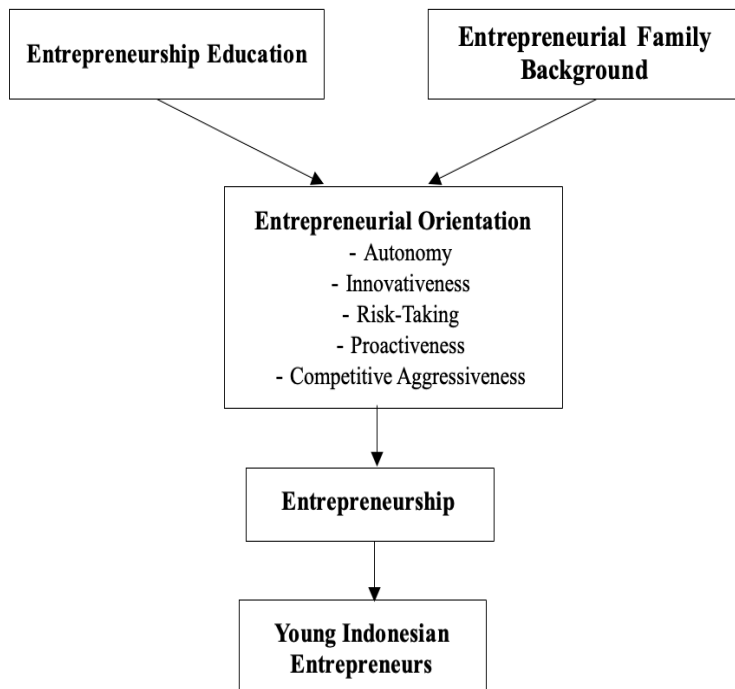 Entrepreneurship Education
Entrepreneurial Family
Background
Entrepreneurial Orientation
- Autonomy
- Innovativeness
- Risk-Taking
- Proactiveness
- Competitive Aggressiveness
Entrepreneurship
Young Indonesian
Entrepreneurs